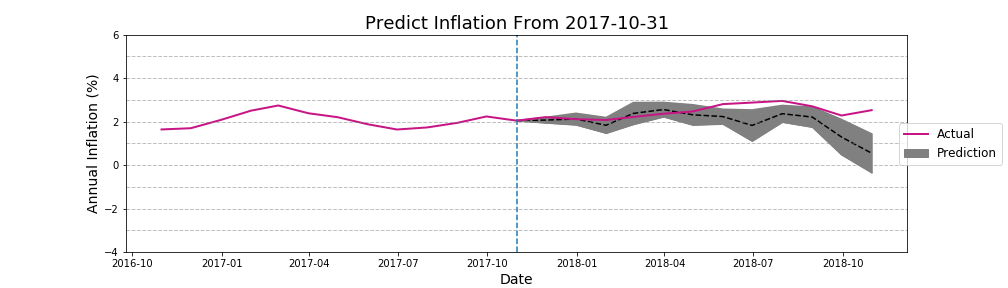 Predict Inflation From 2017-10-31
6
4
2
0
−2
−4
Annual Inflation (%)
2016-10 2017-01 2017-04 2017-07 2017-10 2018-01 2018-04 2018-07 2018-10
Date
Actual
Prediction